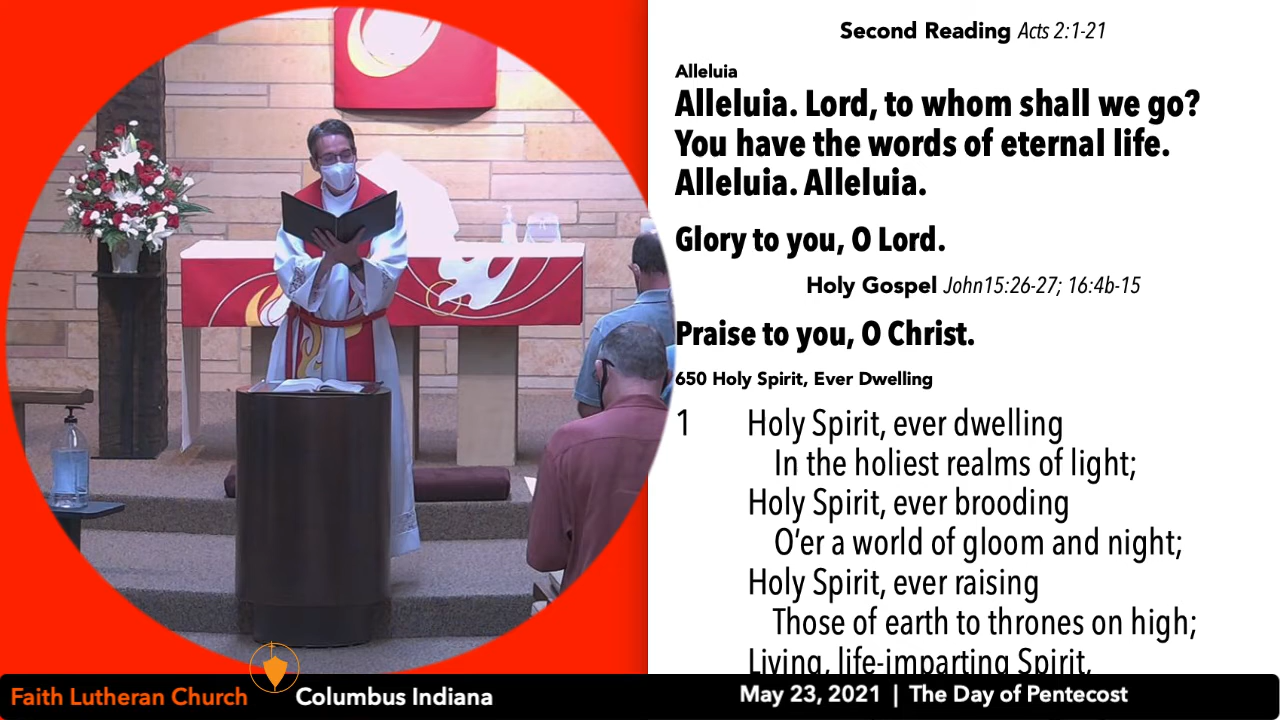 Second Reading Acts 2:1-21
Alleluia
Alleluia. Lord, to whom shall we go?
You have the words of eternal life.
Alleluia. Alleluia.
Glory to you, O Lord.
Holy Gospel John15:26-27; 16:4b-15
Praise to you, O Christ.
650 Holy Spirit, Ever Dwelling
1 Holy Spirit, ever dwelling
In the holiest realms of light;
Holy Spirit, ever brooding
O'er a world of gloom and night;
Holy Spirit, ever raising
Those of earth to thrones on high;
Living, life-imparting Spirit,
Faith Lutheran Church Columbus Indiana
May 23, 2021 | The Day of Pentecost